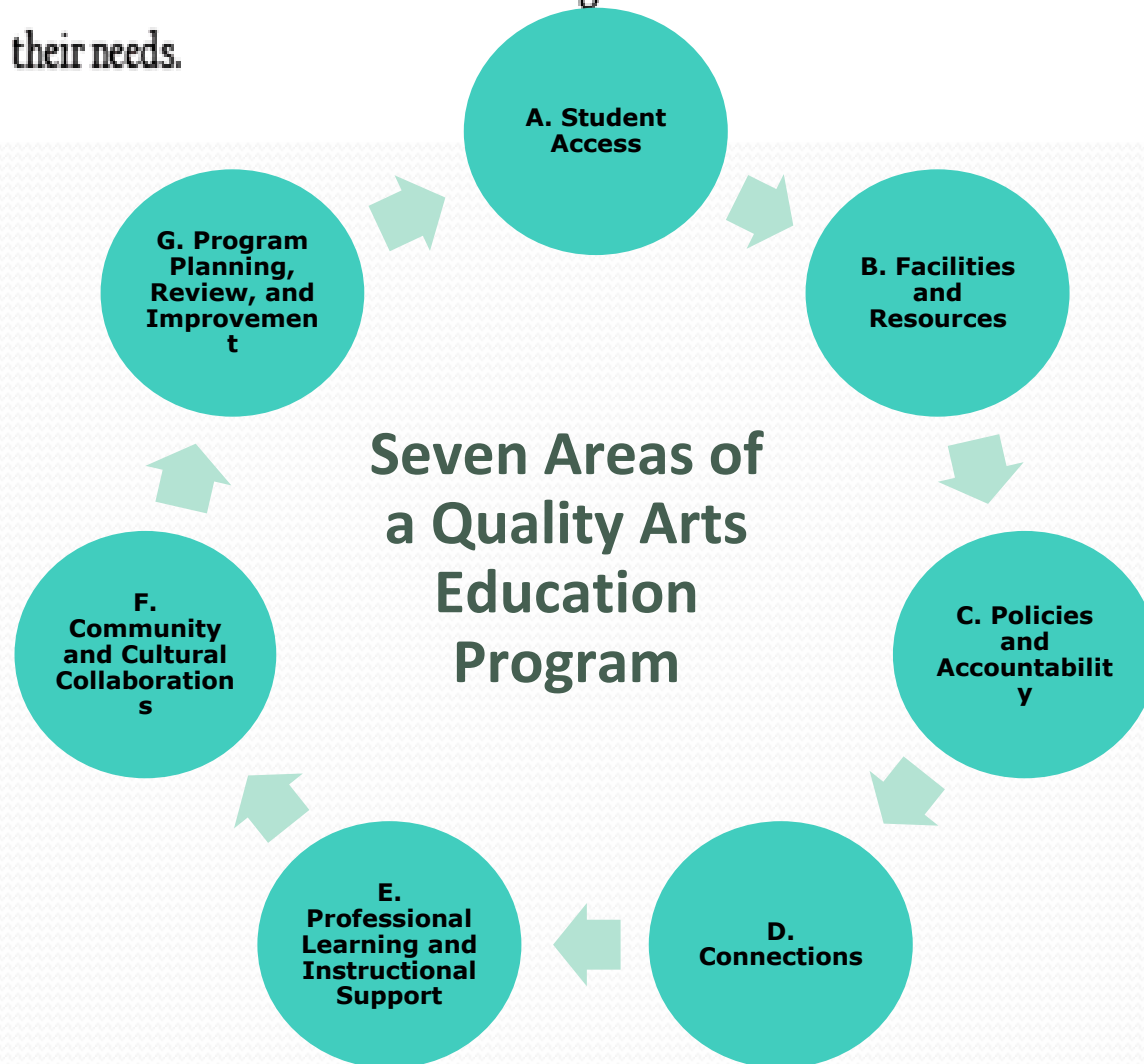 their needs.
A. Student
Access
B. Facilities
and
Resources
C. Policies
and
Accountabilit
y
D.
Connections
E.
Professional
Learning and
Instructional
Support
F.
Community
and Cultural
Collaboration
s
G. Program
Planning,
Review, and
Improvemen
t
Seven Areas of
a Quality Arts
Education
Program